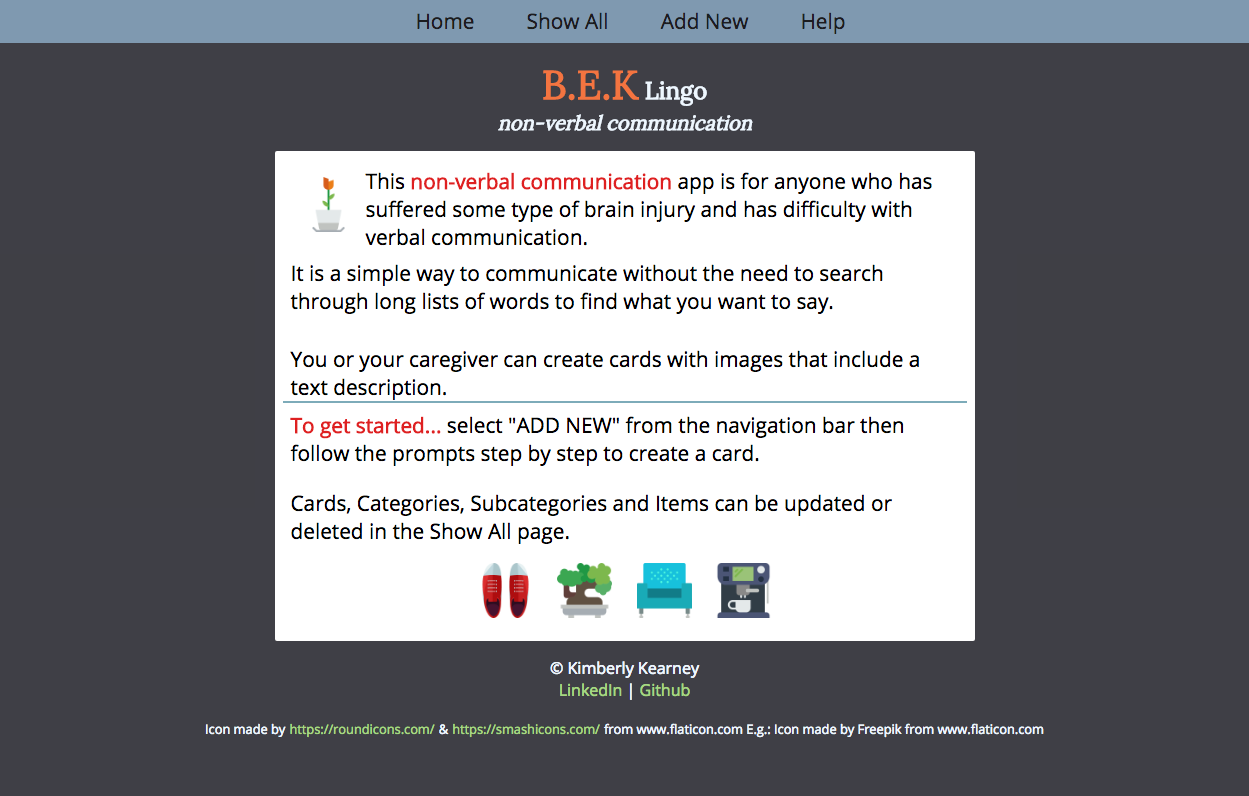 Home Show All Add New Help
B.E.K Lingo
non-verbal communication
This non-verbal communication app is for anyone who has
suffered some type of brain injury and has difficulty with
verbal communication.
It is a simple way to communicate without the need to search
through long lists of words to find what you want to say.
You or your caregiver can create cards with images that include a
text description.
To get started... select "ADD NEW" from the navigation bar then
follow the prompts step by step to create a card.
Cards, Categories, Subcategories and Items can be updated or
deleted in the Show All page.
© Kimberly Kearney
LinkedIn | Github
Icon made by https://roundicons.com/ & https://smashicons.com/ from www.flaticon.com E.g.: Icon made by Freepik from www.flaticon.com